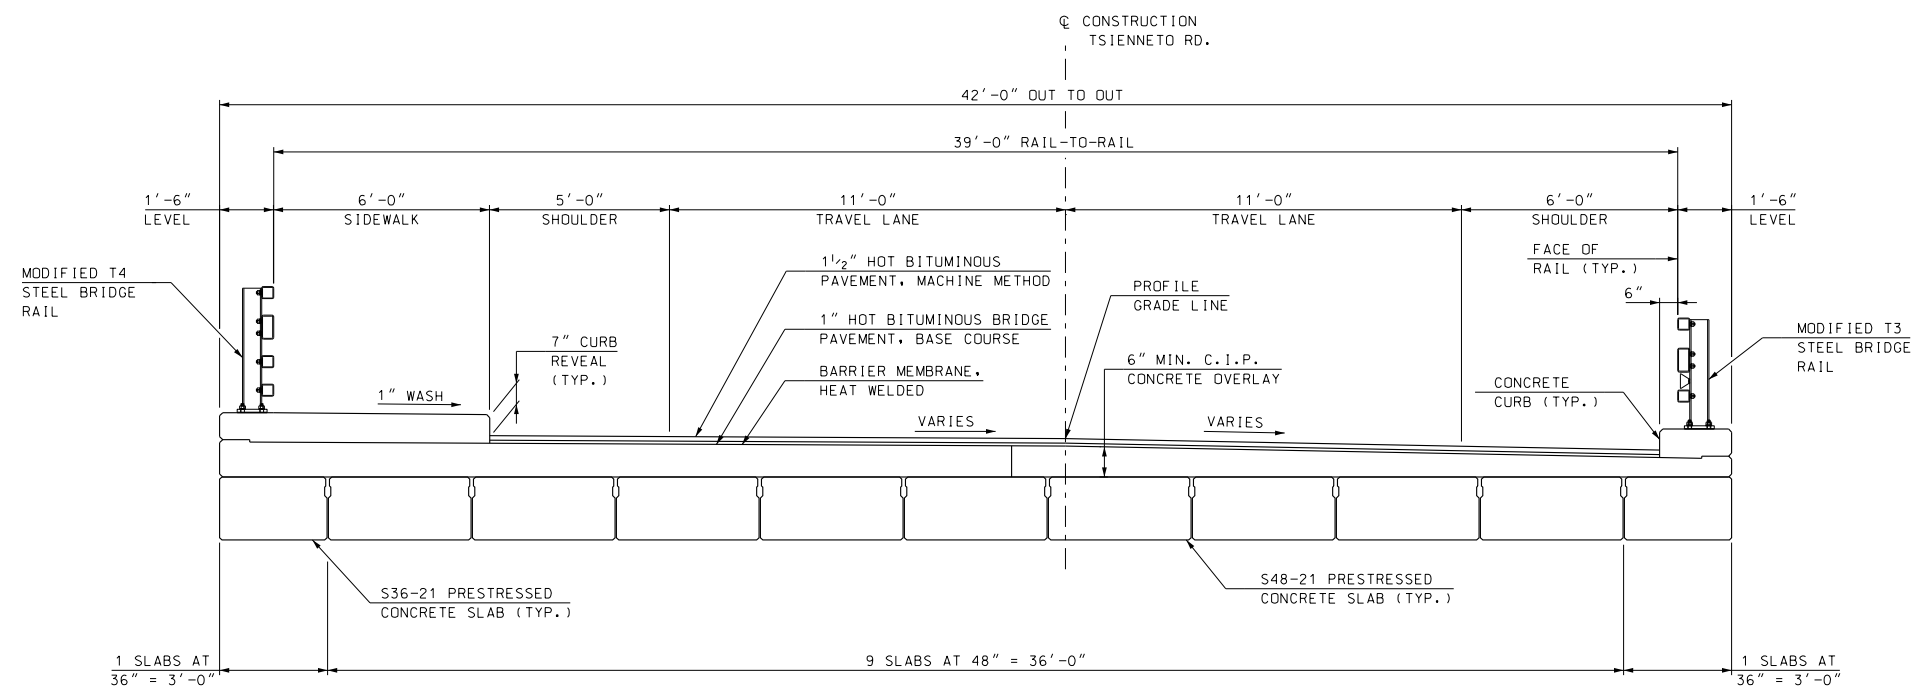 ℄ CONSTRUCTION
TSIENNETO RD.
42'-0" OUT TO OUT
39'-0" RAIL-TO-RAIL
1'-6"
LEVEL
6'-0"
SIDEWALK
5'-0"
SHOULDER
11'-0"
TRAVEL LANE
11'-0"
TRAVEL LANE
6'-0"
SHOULDER
1'-6"
LEVEL
FACE OF
RAIL (TYP.)
6"
MODIFIED T4
STEEL BRIDGE
RAIL
1½" HOT BITUMINOUS
PAVEMENT, MACHINE METHOD
1" HOT BITUMINOUS BRIDGE
PAVEMENT, BASE COURSE
BARRIER MEMBRANE,
HEAT WELDED
PROFILE
GRADE LINE
6" MIN. C.I.P.
CONCRETE OVERLAY
7" CURB
REVEAL
(TYP.)
1" WASH
VARIES
VARIES
CONCRETE
CURB (TYP.)
MODIFIED T3
STEEL BRIDGE
RAIL
S36-21 PRESTRESSED
CONCRETE SLAB (TYP.)
S48-21 PRESTRESSED
CONCRETE SLAB (TYP.)
1 SLABS AT
36" = 3'-0"
9 SLABS AT 48" = 36'-0"
1 SLABS AT
36" = 3'-0"